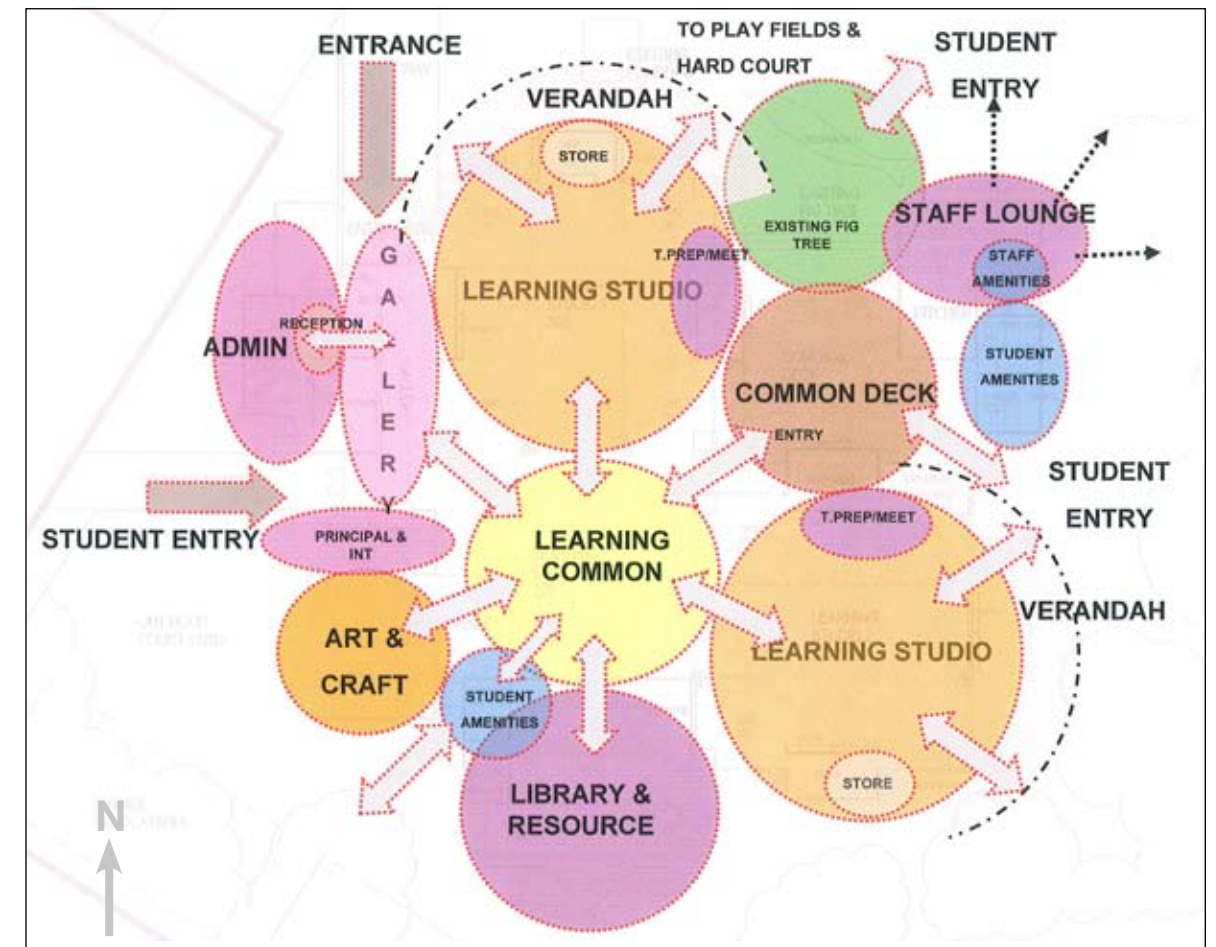 ENTRANCE
TO PLAY FIELDS &
HARD COURT
STUDENT
ENTRY
VERANDAH
STORE
STAFF LOUNGE
EXISTING FIG
TREE
T.PREP/MEET
STAFF
AMENITIES
LEARNING STUDIO
GALLERY
RECEPTION
ADMIN
STUDENT
AMENITIES
COMMON DECK
ENTRY
STUDENT
ENTRY
T.PREP/MEET
STUDENT ENTRY
PRINCIPAL &
INT
LEARNING
COMMON
VERANDAH
ART &
CRAFT
LEARNING STUDIO
STUDENT
AMENITIES
STORE
LIBRARY &
RESOURCE
N